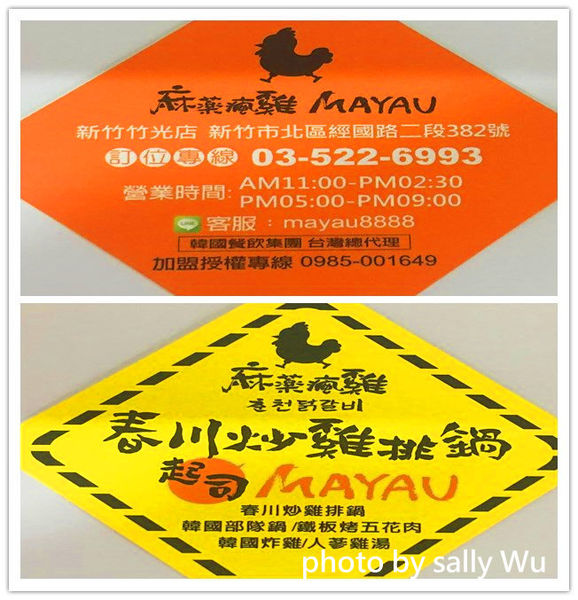 麻藥瘋雞 MAYAU
新竹竹光店 新竹市北區經國路二段382號
訂位專線 03-522-6993
營業時間: AM11:00-PM02:30
PM05:00-PM09:00
LINE 客服：mayau8888
韓國餐飲集團 台灣總代理
加盟授權專線 0985-001649
麻藥瘋雞
춘천닭갈비
春川炒雞排鍋
起司 MAYAU
春川炒雞排鍋
韓國部隊鍋/鐵板烤五花肉
韓國炸雞/人蔘雞湯
photo by sally Wu